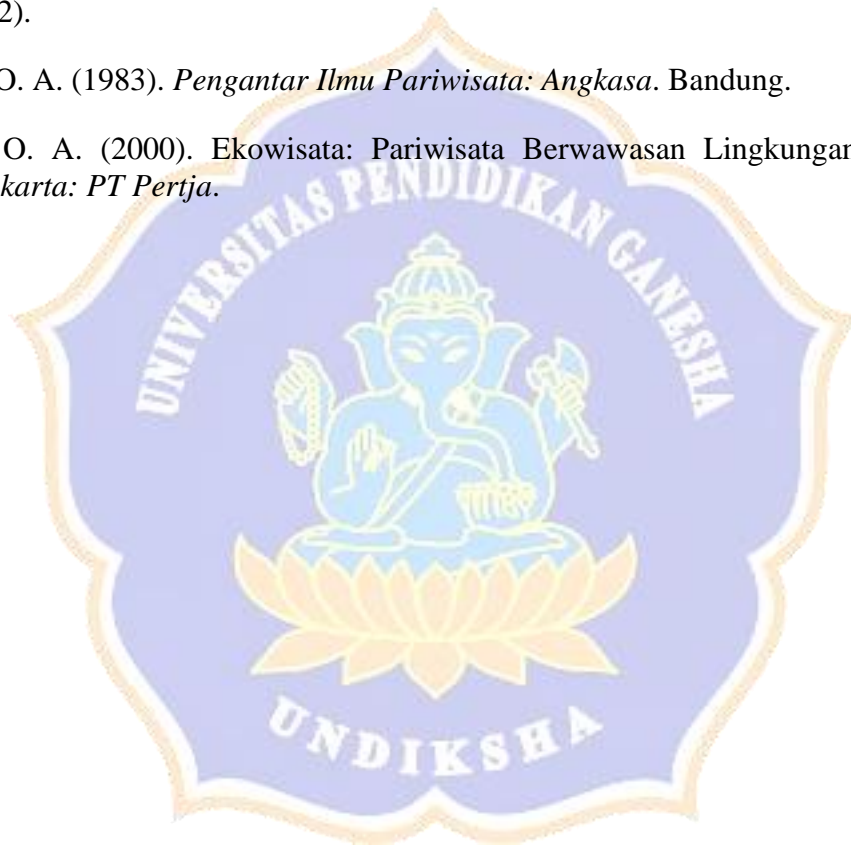 2).
O. A. (1983). Pengantar Ilmu Pariwisata: Angkasa. Bandung.
O. A. (2000). Ekowisata: Pariwisata Berwawasan Lingkungan
karta: PT Pertja.
UNIVERSITAS PENDIDIKAN GANESHA
UNDIKSHA